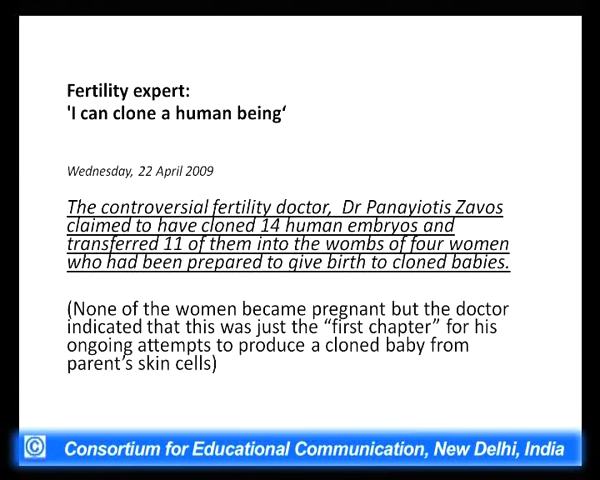 Fertility expert:
'I can clone a human being‘
Wednesday, 22 April 2009
The controversial fertility doctor,  Dr Panayiotis Zavos
claimed to have cloned 14 human embryos and
transferred 11 of them into the wombs of four women
who had been prepared to give birth to cloned babies.
(None of the women became pregnant but the doctor
indicated that this was just the “first chapter” for his
ongoing attempts to produce a cloned baby from
parent’s skin cells)
© Consortium for Educational Communication, New Delhi, India